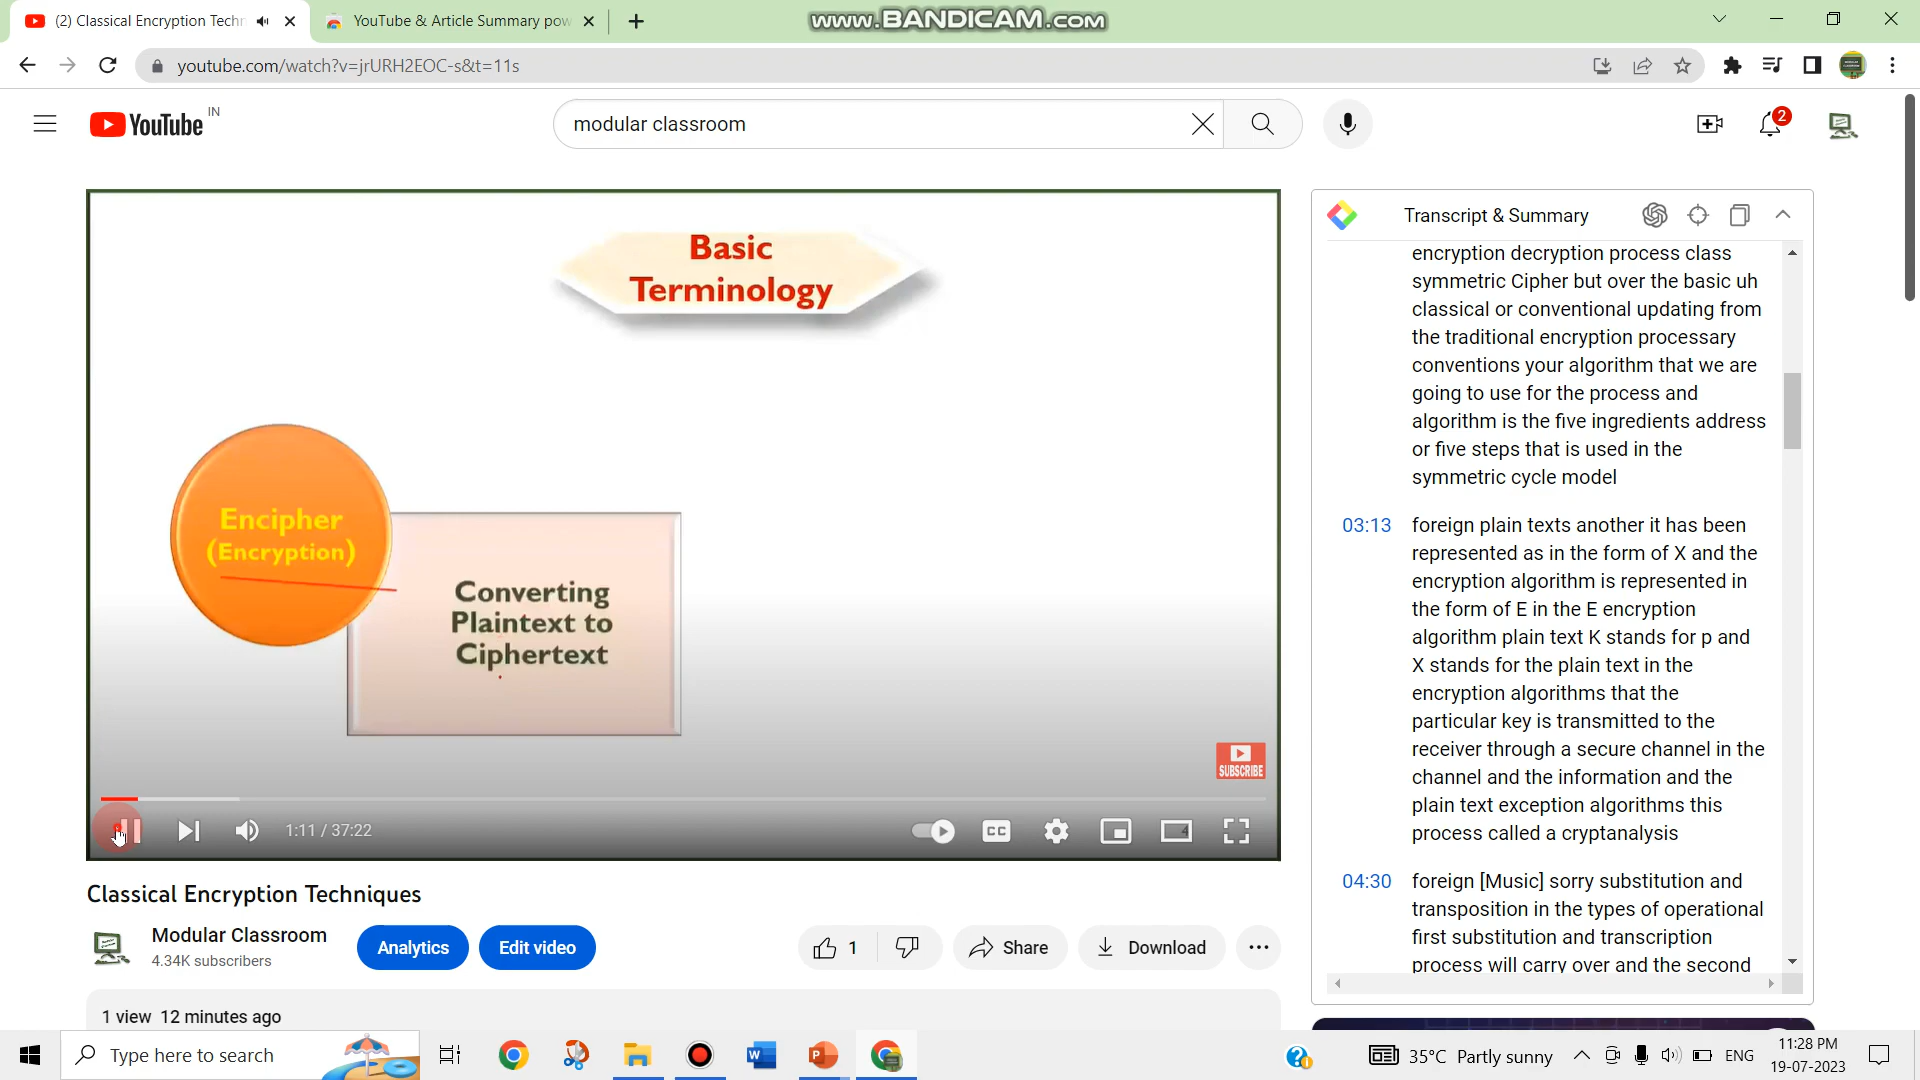 (2) Classical Encryption Techn
YouTube & Article Summary pow
www.BANDICAM.com
youtube.com/watch?v=jrURH2EOC-s&t=11s
YouTube IN
modular classroom
2
Basic
Terminology
Encipher
(Encryption)
Converting
Plaintext to
Ciphertext
SUBSCRIBE
1:11 / 37:22
CC
4
Classical Encryption Techniques
Modular Classroom
4.34K subscribers
Analytics
Edit video
1
Share
Download
1 view 12 minutes ago
Transcript & Summary
encryption decryption process class
symmetric Cipher but over the basic uh
classical or conventional updating from
the traditional encryption processary
conventions your algorithm that we are
going to use for the process and
algorithm is the five ingredients address
or five steps that is used in the
symmetric cycle model
03:13 foreign plain texts another it has been
represented as in the form of X and the
encryption algorithm is represented in
the form of E in the E encryption
algorithm plain text K stands for p and
X stands for the plain text in the
encryption algorithms that the
particular key is transmitted to the
receiver through a secure channel in the
channel and the information and the
plain text exception algorithms this
process called a cryptanalysis
04:30 foreign [Music] sorry substitution and
transposition in the types of operational
first substitution and transcription
process will carry over and the second
Type here to search
35°C Partly sunny
ENG
11:28 PM
19-07-2023